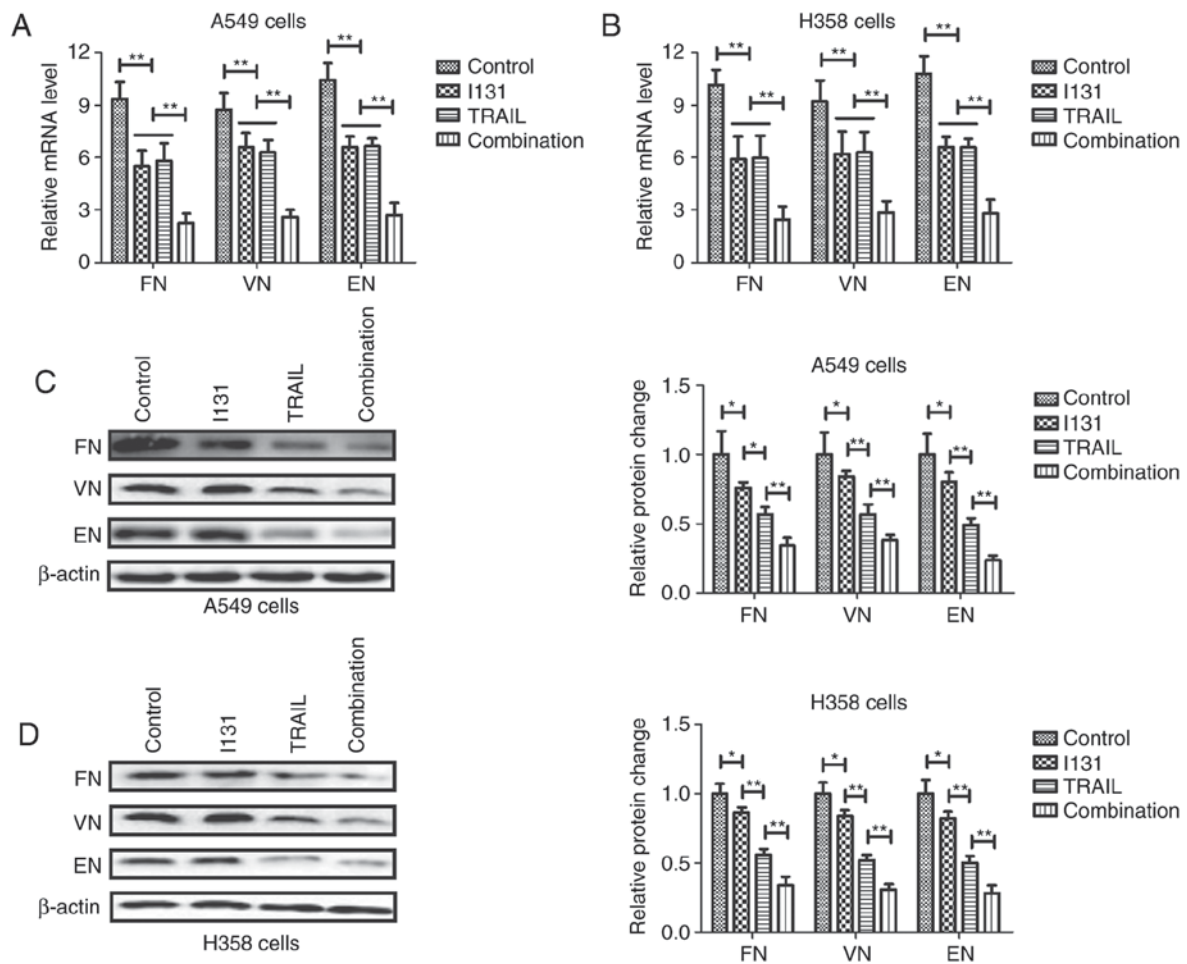 A
A549 cells
Relative mRNA level
12
9
6
3
0
** ** ** ** ** **
FN VN EN
Control
I131
TRAIL
Combination
B
H358 cells
Relative mRNA level
12
9
6
3
0
** ** ** ** ** **
FN VN EN
Control
I131
TRAIL
Combination
C
Control I131 TRAIL Combination
FN
VN
EN
β-actin
A549 cells
A549 cells
Relative protein change
1.5
1.0
0.5
0.0
* * ** * ** ** * ** **
FN VN EN
Control
I131
TRAIL
Combination
D
Control I131 TRAIL Combination
FN
VN
EN
β-actin
H358 cells
H358 cells
Relative protein change
1.5
1.0
0.5
0.0
* ** ** * ** ** * ** **
FN VN EN
Control
I131
TRAIL
Combination